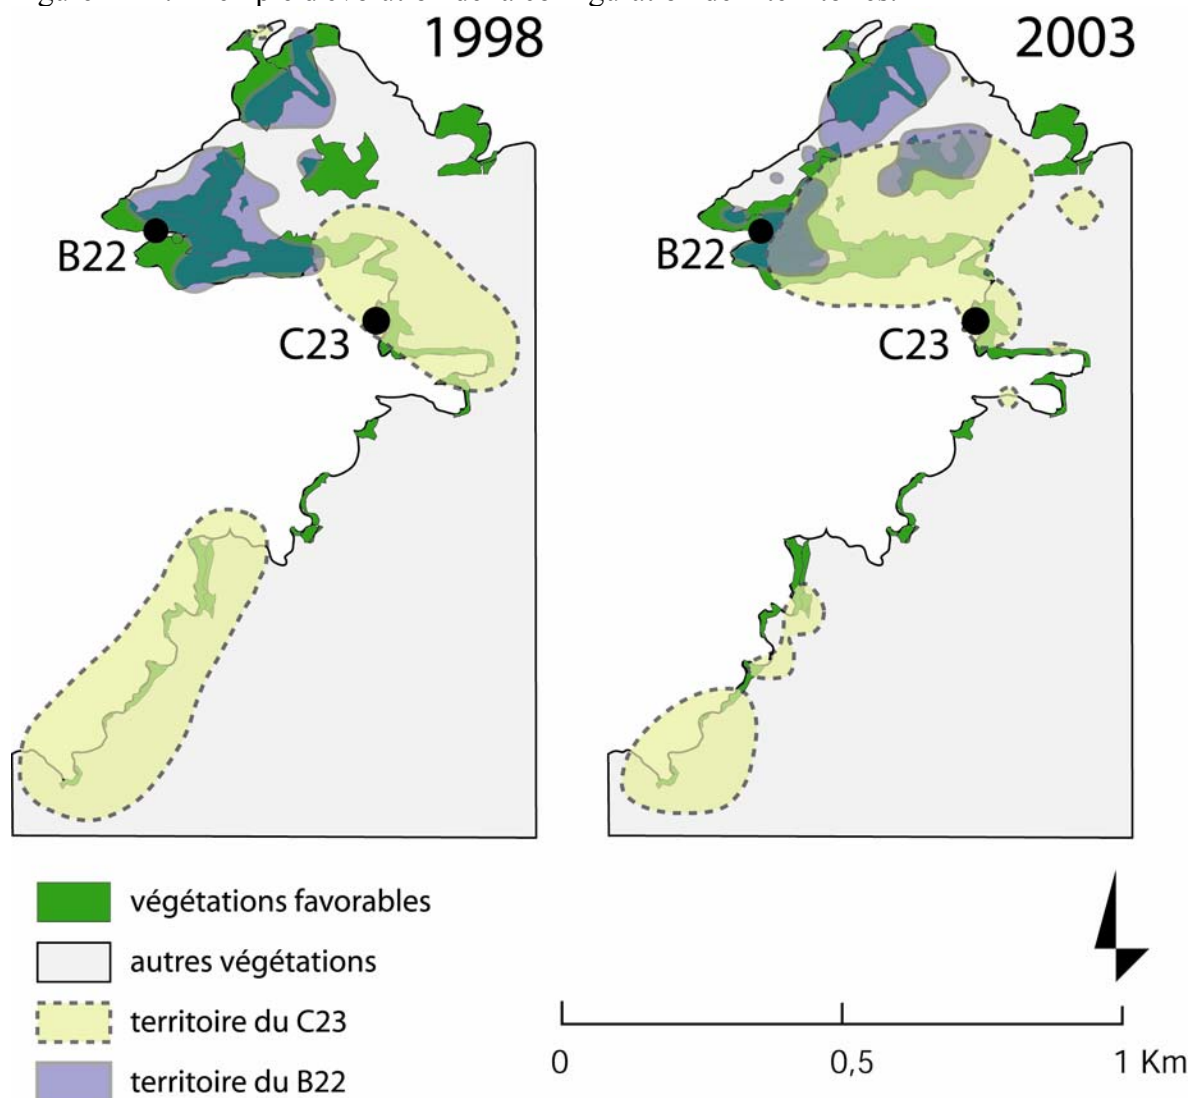 1998
2003
B22
C23
B22
C23
végétations favorables
autres végétations
territoire du C23
territoire du B22
0
0,5
1 Km